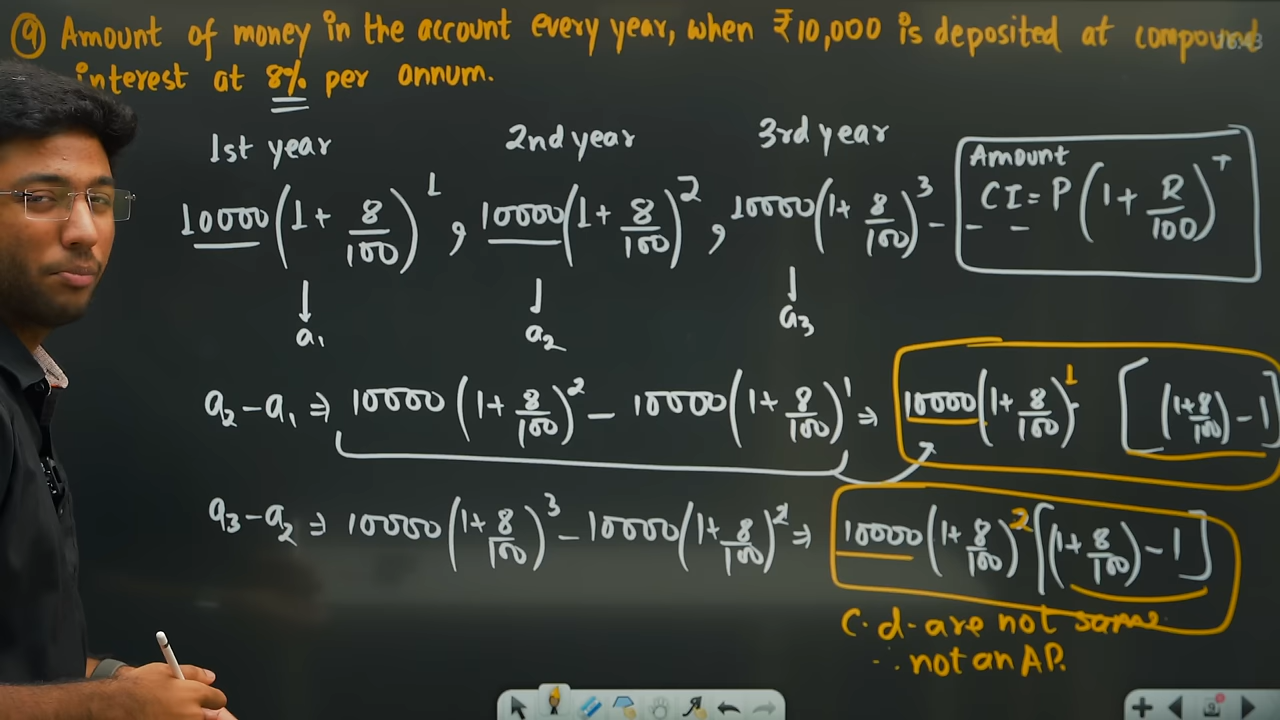 (9) Amount of money in the account every year, when ₹10,000 is deposited at compound
interest at 8% per annum.
1st year 2nd year 3rd year
10000(1+8/100)^1 , 10000(1+8/100)^2 , 10000(1+8/100)^3 - - -
Amount
CI = P(1+R/100)^T
↓ ↓ ↓
a₁ a₂ a₃
a₂-a₁ ⇒ 10000(1+8/100)^2 - 10000(1+8/100)^1 ⇒ 10000(1+8/100)^1 [(1+8/100)-1]
a₃-a₂ ⇒ 10000(1+8/100)^3 - 10000(1+8/100)^2 ⇒ 10000(1+8/100)^2 [(1+8/100)-1]
C.d. are not same
∴ not an AP.